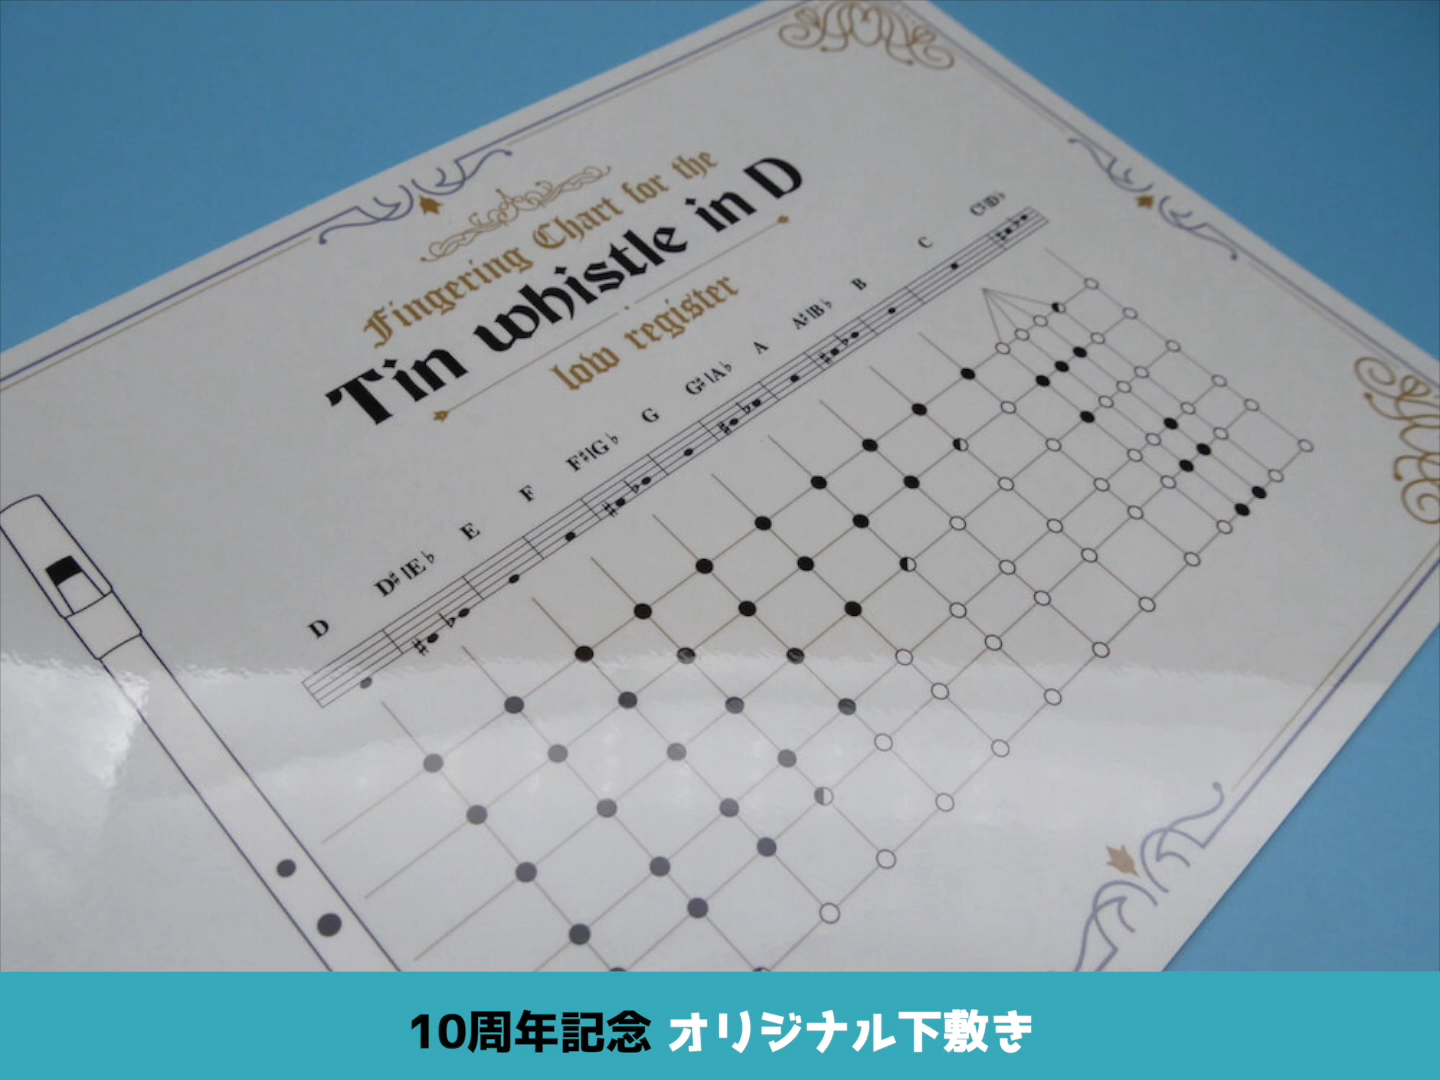 Fingering Chart for the
Tin whistle in D
low register
D D♯|E♭ E F F♯|G♭ G G♯|A♭ A A♯|B♭ B C C♯|D♭
10周年記念 オリジナル下敷き